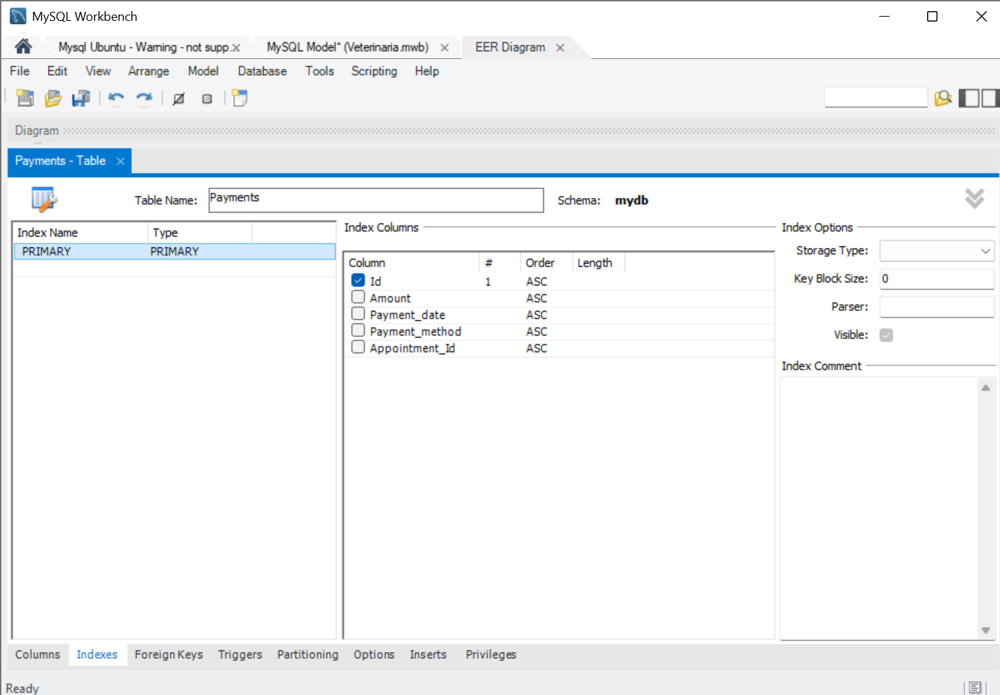 MySQL Workbench
Mysql Ubuntu - Warning - not supp.
MySQL Model* (Veterinaria.mwb)
EER Diagram
File Edit View Arrange Model Database Tools Scripting Help
Diagram
Payments - Table
Table Name: Payments Schema: mydb
Index Name Type
PRIMARY PRIMARY
Index Columns
Column # Order Length
Id 1 ASC
Amount ASC
Payment_date ASC
Payment_method ASC
Appointment_Id ASC
Index Options
Storage Type:
Key Block Size: 0
Parser:
Visible:
Index Comment
Columns Indexes Foreign Keys Triggers Partitioning Options Inserts Privileges
Ready